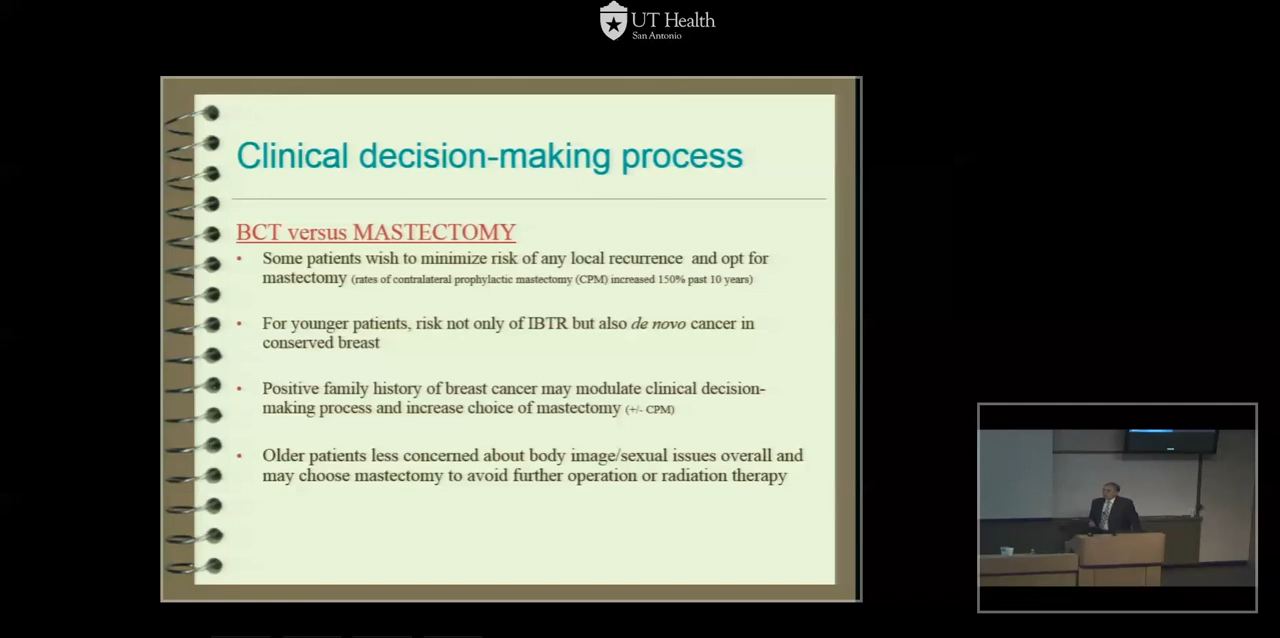 UT Health
San Antonio
Clinical decision-making process
BCT versus MASTECTOMY
• Some patients wish to minimize risk of any local recurrence and opt for
mastectomy (rates of contralateral prophylactic mastectomy (CPM) increased 150% past 10 years)
• For younger patients, risk not only of IBTR but also de novo cancer in
conserved breast
• Positive family history of breast cancer may modulate clinical decision-
making process and increase choice of mastectomy (+/- CPM)
• Older patients less concerned about body image/sexual issues overall and
may choose mastectomy to avoid further operation or radiation therapy